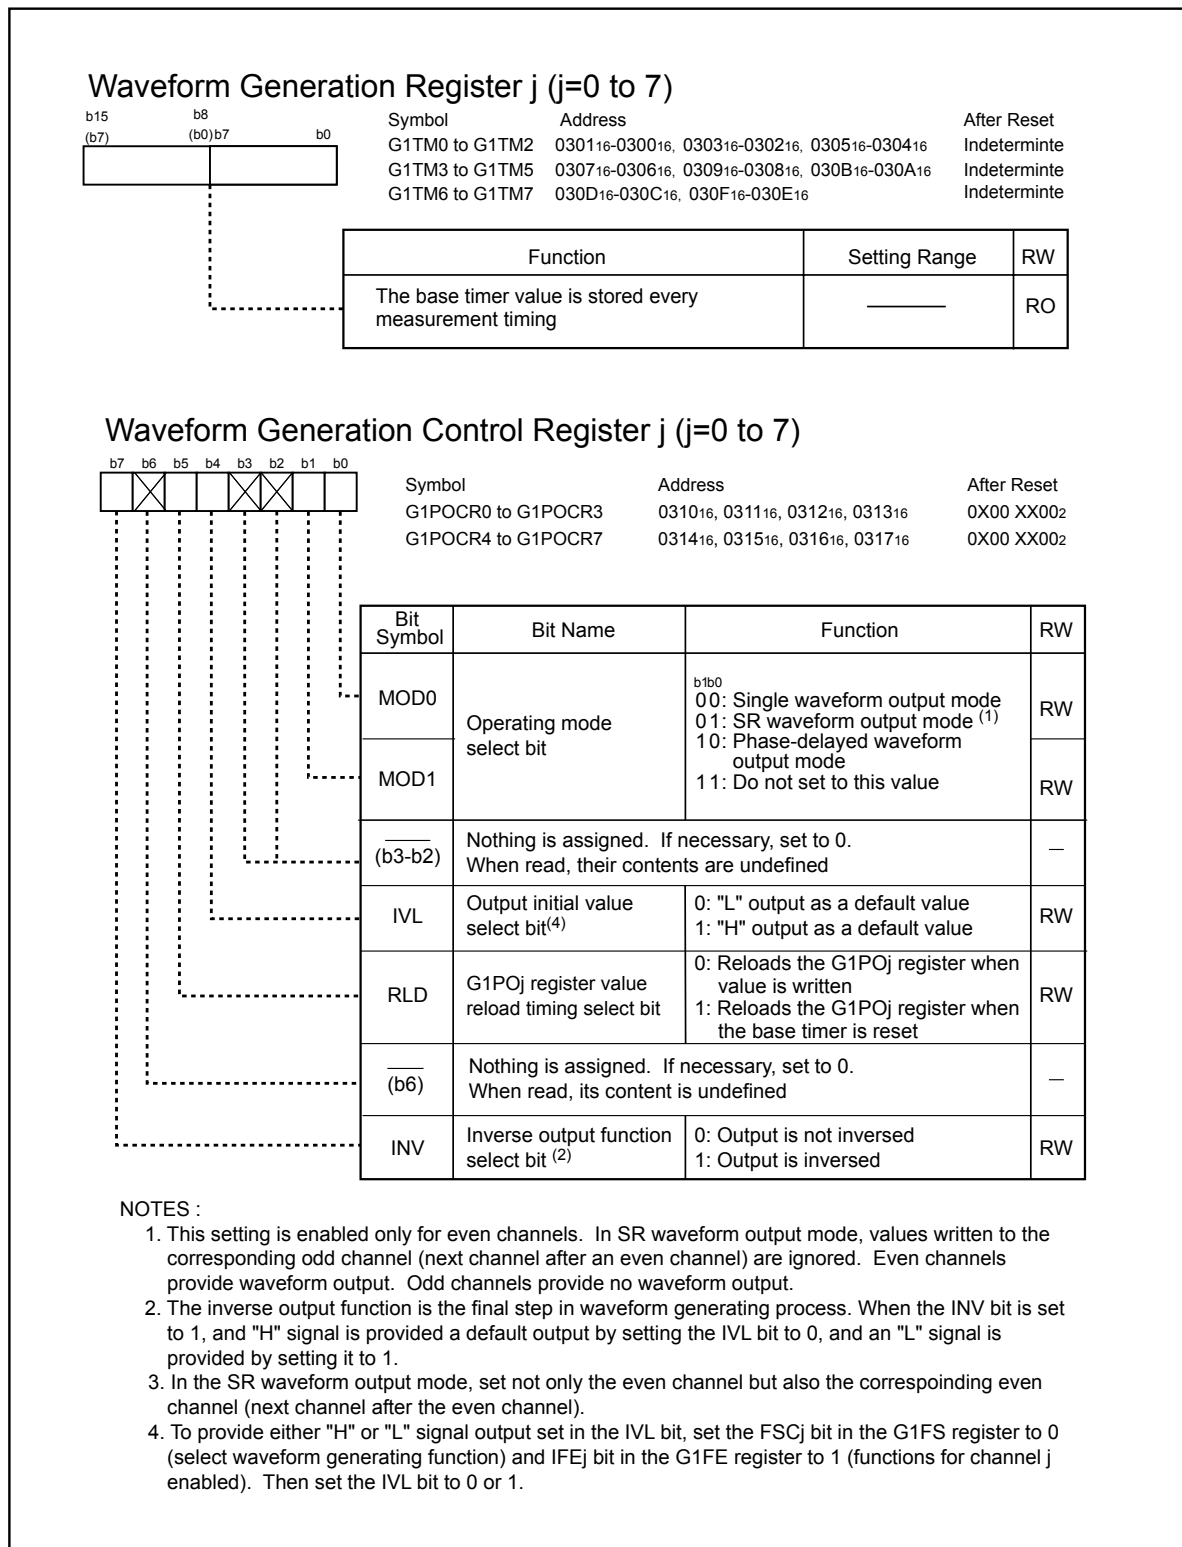 Waveform Generation Register j (j=0 to 7)
b15 b8
(b7) (b0) b7 b0
Symbol Address After Reset
G1TM0 to G1TM2 030116-030016, 030316-030216, 030516-030416 Indeterminte
G1TM3 to G1TM5 030716-030616, 030916-030816, 030B16-030A16 Indeterminte
G1TM6 to G1TM7 030D16-030C16, 030F16-030E16 Indeterminte
Function Setting Range RW
The base timer value is stored every
measurement timing
RO
Waveform Generation Control Register j (j=0 to 7)
b7 b6 b5 b4 b3 b2 b1 b0
Symbol Address After Reset
G1POCR0 to G1POCR3 031016, 031116, 031216, 031316 0X00 XX002
G1POCR4 to G1POCR7 031416, 031516, 031616, 031716 0X00 XX002
Bit
Symbol
Bit Name Function RW
MOD0
MOD1
Operating mode
select bit
b1b0
00: Single waveform output mode
01: SR waveform output mode (1)
10: Phase-delayed waveform
output mode
11: Do not set to this value
RW
RW
(b3-b2)
Nothing is assigned. If necessary, set to 0.
When read, their contents are undefined
—
IVL
Output initial value
select bit(4)
0: "L" output as a default value
1: "H" output as a default value
RW
RLD
G1POj register value
reload timing select bit
0: Reloads the G1POj register when
value is written
1: Reloads the G1POj register when
the base timer is reset
RW
(b6)
Nothing is assigned. If necessary, set to 0.
When read, its content is undefined
—
INV
Inverse output function
select bit (2)
0: Output is not inversed
1: Output is inversed
RW
NOTES :
1. This setting is enabled only for even channels. In SR waveform output mode, values written to the
corresponding odd channel (next channel after an even channel) are ignored. Even channels
provide waveform output. Odd channels provide no waveform output.
2. The inverse output function is the final step in waveform generating process. When the INV bit is set
to 1, and "H" signal is provided a default output by setting the IVL bit to 0, and an "L" signal is
provided by setting it to 1.
3. In the SR waveform output mode, set not only the even channel but also the correspoinding even
channel (next channel after the even channel).
4. To provide either "H" or "L" signal output set in the IVL bit, set the FSCj bit in the G1FS register to 0
(select waveform generating function) and IFEj bit in the G1FE register to 1 (functions for channel j
enabled). Then set the IVL bit to 0 or 1.